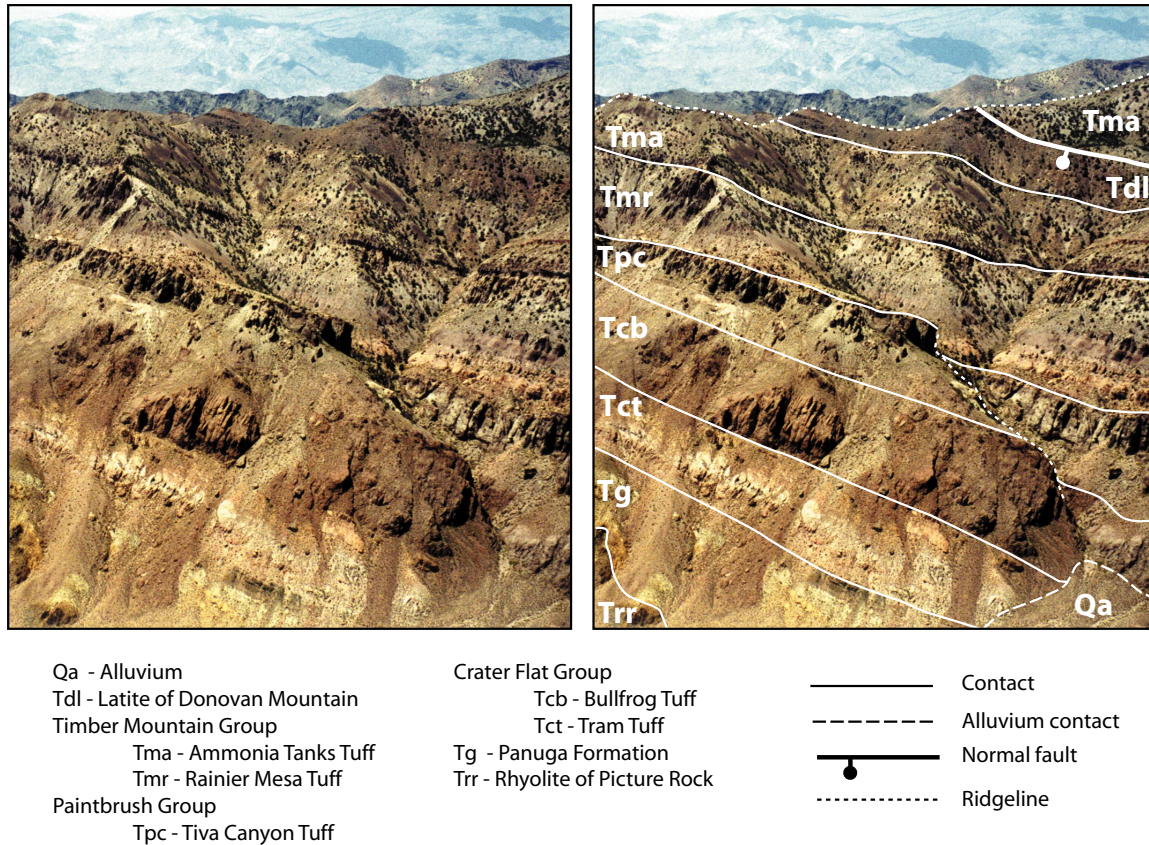 Tma
Tma
Tdl
Tmr
Tpc
Tcb
Tct
Tg
Trr
Qa
Qa - Alluvium
Tdl - Latite of Donovan Mountain
Timber Mountain Group
Tma - Ammonia Tanks Tuff
Tmr - Rainier Mesa Tuff
Paintbrush Group
Tpc - Tiva Canyon Tuff
Crater Flat Group
Tcb - Bullfrog Tuff
Tct - Tram Tuff
Tg - Panuga Formation
Trr - Rhyolite of Picture Rock
Contact
Alluvium contact
Normal fault
Ridgeline